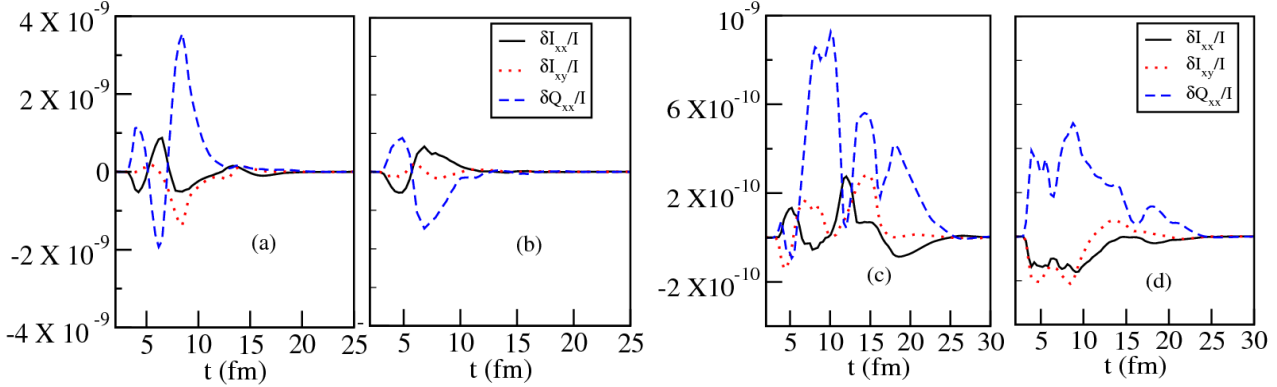 4 X 10^-9
2 X 10^-9
0
-2 X 10^-9
-4 X 10^-9
(a)
5 10 15 20 25
t (fm)
δI_xx/I
δI_xy/I
δQ_xx/I
(b)
-
5 10 15 20 25
t (fm)
10^-9
6 X10^-10
2 X10^-10
-2 X10^-10
(c)
5 10 15 20 25 30
t (fm)
δI_xx/I
δI_xy/I
δQ_xx/I
(d)
5 10 15 20 25 30
t (fm)